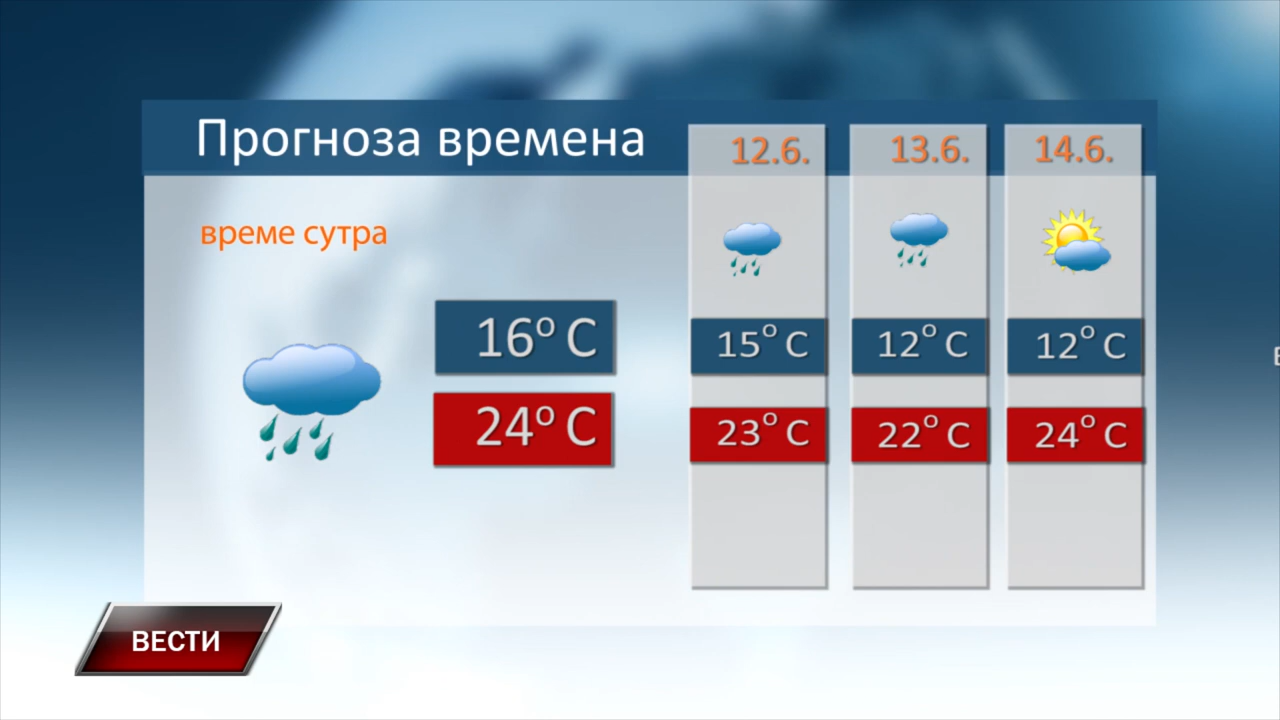 Прогноза времена
време сутра
16° C
24° C
12.6.
15° C
23° C
13.6.
12° C
22° C
14.6.
12° C
24° C
ВЕСТИ